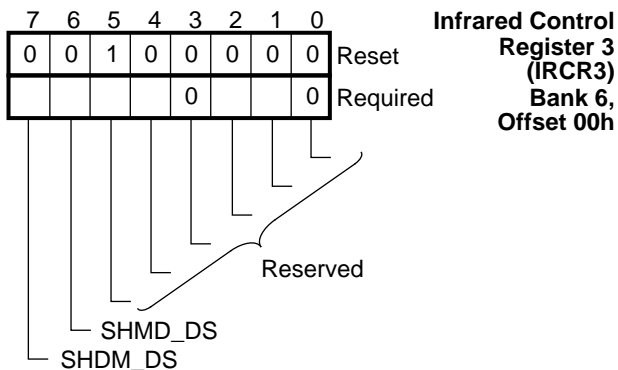 7 6 5 4 3 2 1 0
0 0 1 0 0 0 0 0 Reset
0 0 Required
Infrared Control
Register 3
(IRCR3)
Bank 6,
Offset 00h
Reserved
SHMD_DS
SHDM_DS